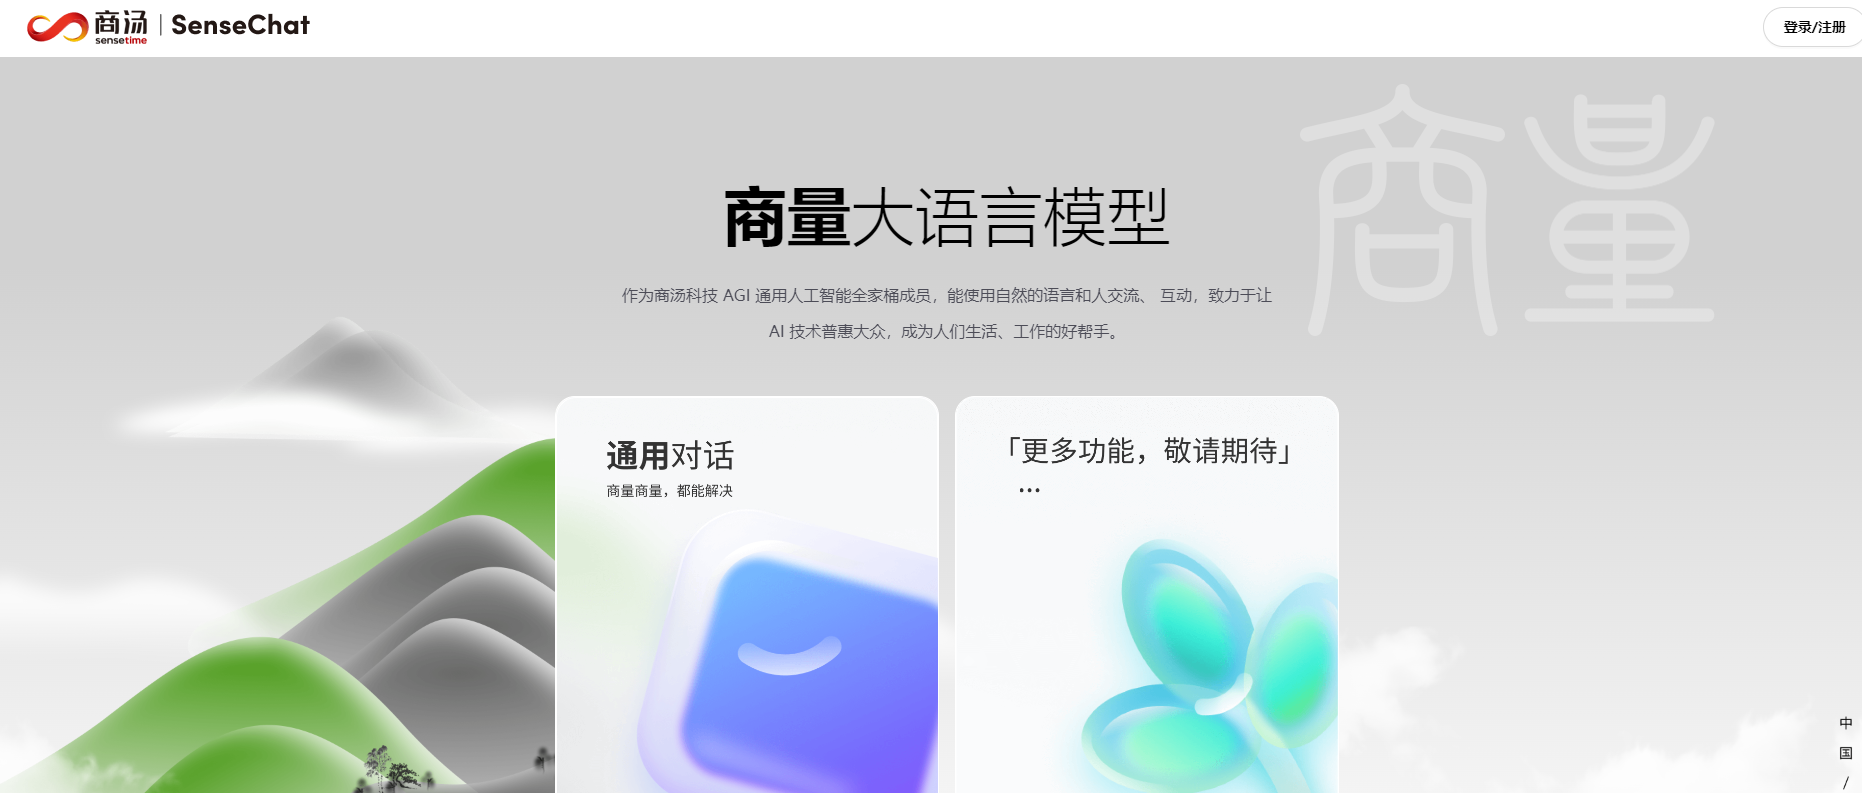 商汤
sensetime
SenseChat
登录/注册
商量
商量大语言模型
作为商汤科技 AGI 通用人工智能全家桶成员，能使用自然的语言和人交流、 互动，致力于让
AI 技术普惠大众，成为人们生活、工作的好帮手。
通用对话
商量商量，都能解决
「更多功能，敬请期待」
...
中
国
/